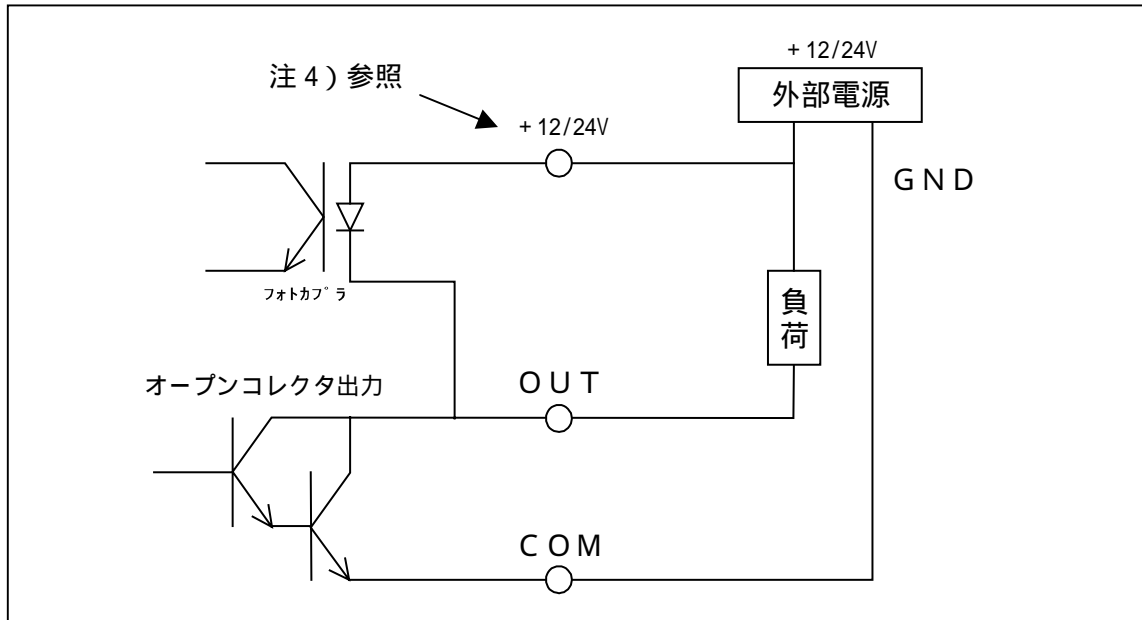 +12/24V
外部電源
注4)参照
+12/24V
GND
負荷
フォトカプラ
オープンコレクタ出力
OUT
COM